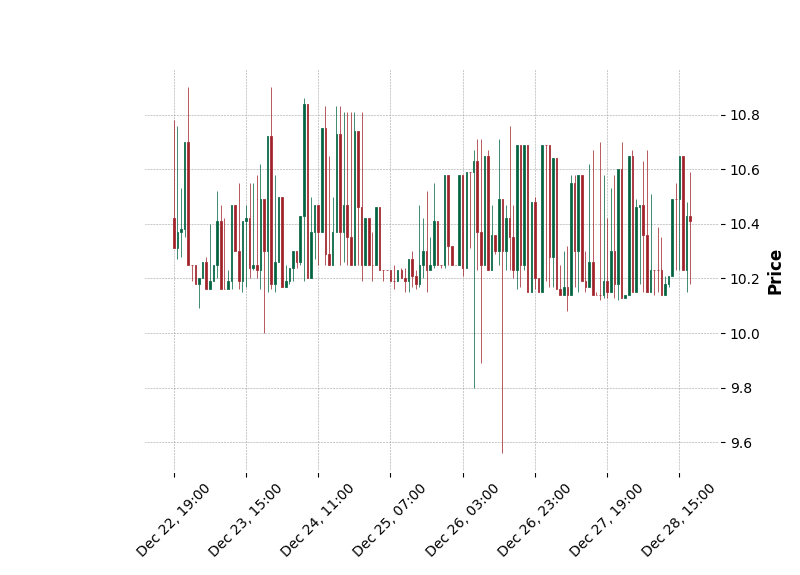 10.8
10.6
10.4
10.2
10.0
9.8
9.6
Price
Dec 22, 19:00
Dec 23, 15:00
Dec 24, 11:00
Dec 25, 07:00
Dec 26, 03:00
Dec 26, 23:00
Dec 27, 19:00
Dec 28, 15:00